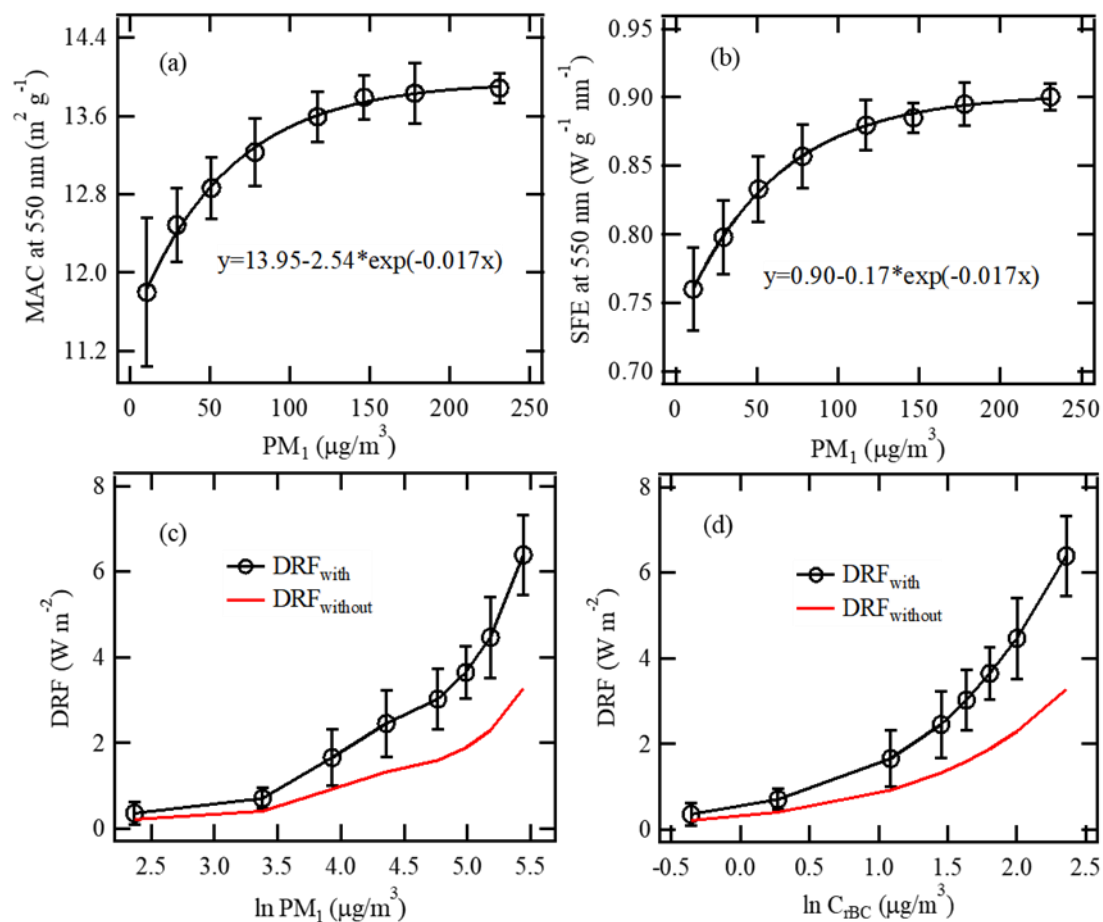 (a)
MAC at 550 nm (m² g⁻¹)
14.4
13.6
12.8
12.0
11.2
y=13.95-2.54*exp(-0.017x)
0 50 100 150 200 250
PM₁ (μg/m³)
(b)
SFE at 550 nm (W g⁻¹ nm⁻¹)
0.95
0.90
0.85
0.80
0.75
0.70
y=0.90-0.17*exp(-0.017x)
0 50 100 150 200 250
PM₁ (μg/m³)
(c)
DRF (W m⁻²)
8
6
4
2
0
DRF_with
DRF_without
2.5 3.0 3.5 4.0 4.5 5.0 5.5
ln PM₁ (μg/m³)
(d)
DRF (W m⁻²)
8
6
4
2
0
DRF_with
DRF_without
-0.5 0.0 0.5 1.0 1.5 2.0 2.5
ln C_rBC (μg/m³)